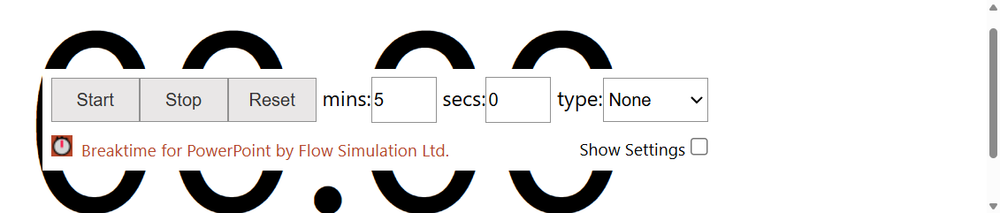 00:00
Start Stop Reset mins: 5 secs: 0 type: None
Breaktime for PowerPoint by Flow Simulation Ltd. Show Settings